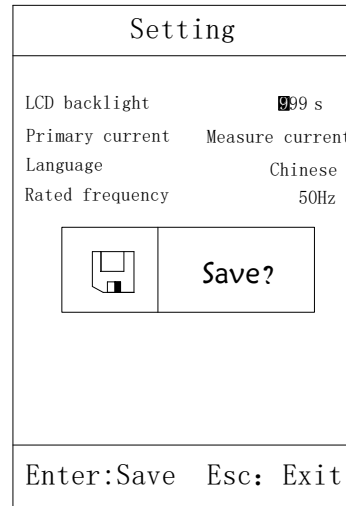 Setting
LCD backlight 999 s
Primary current Measure current
Language Chinese
Rated frequency 50Hz
Save?
Enter:Save Esc: Exit